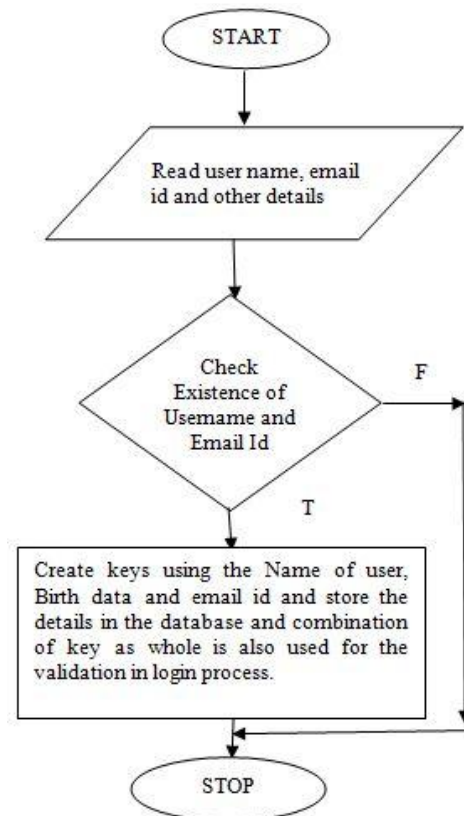 START
Read user name, email
id and other details
Check
Existence of
Username and
Email Id
F
T
Create keys using the Name of user,
Birth data and email id and store the
details in the database and combination
of key as whole is also used for the
validation in login process.
STOP